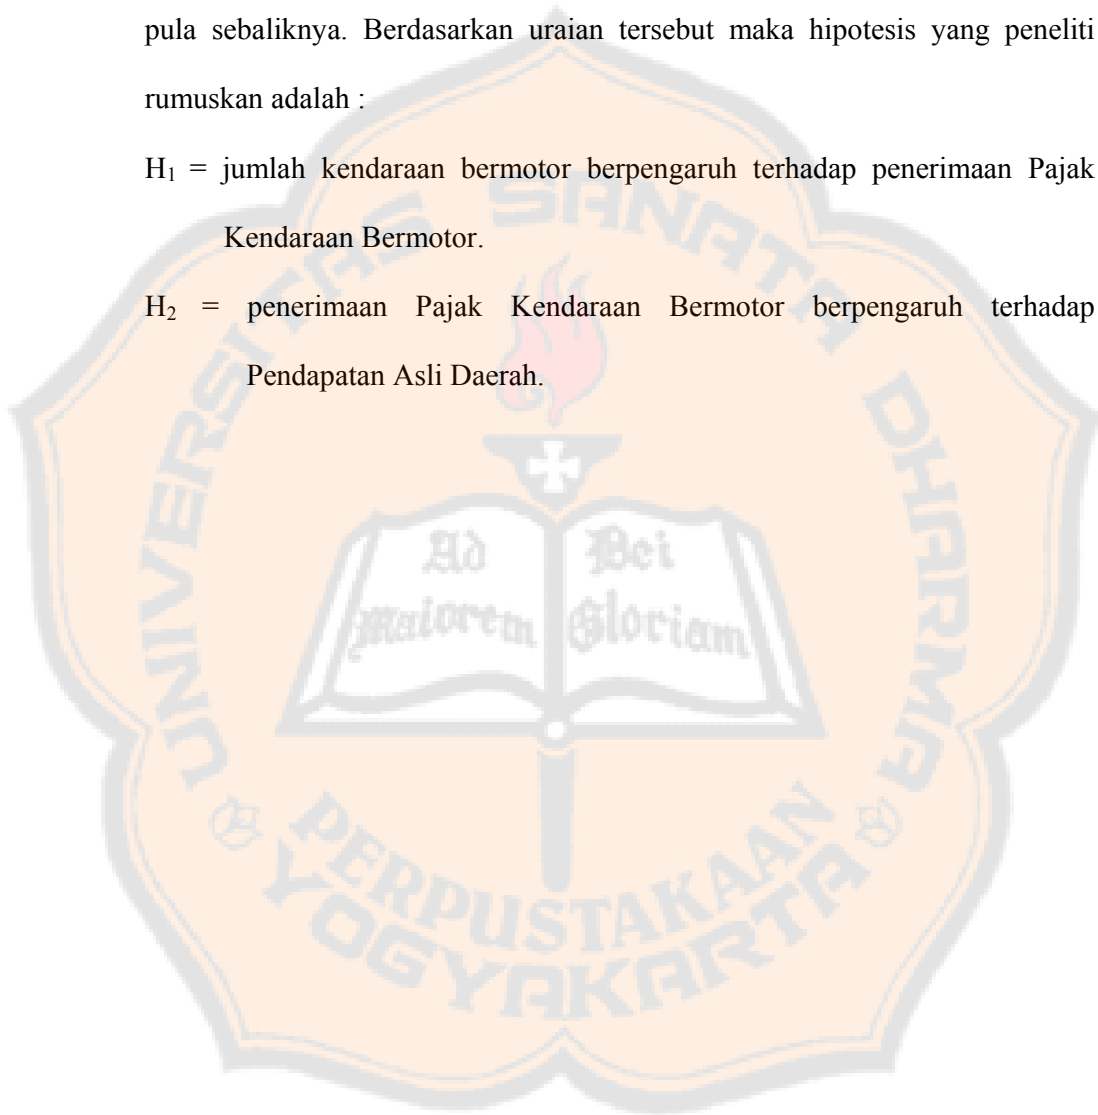 pula sebaliknya. Berdasarkan uraian tersebut maka hipotesis yang peneliti
rumuskan adalah :
H₁ = jumlah kendaraan bermotor berpengaruh terhadap penerimaan Pajak
Kendaraan Bermotor.
H₂ = penerimaan Pajak Kendaraan Bermotor berpengaruh terhadap
Pendapatan Asli Daerah.
UNIVERSITAS SANATA DHARMA
Ad Dei
maiorem Gloriam
PERPUSTAKAAN
YOGYAKARTA